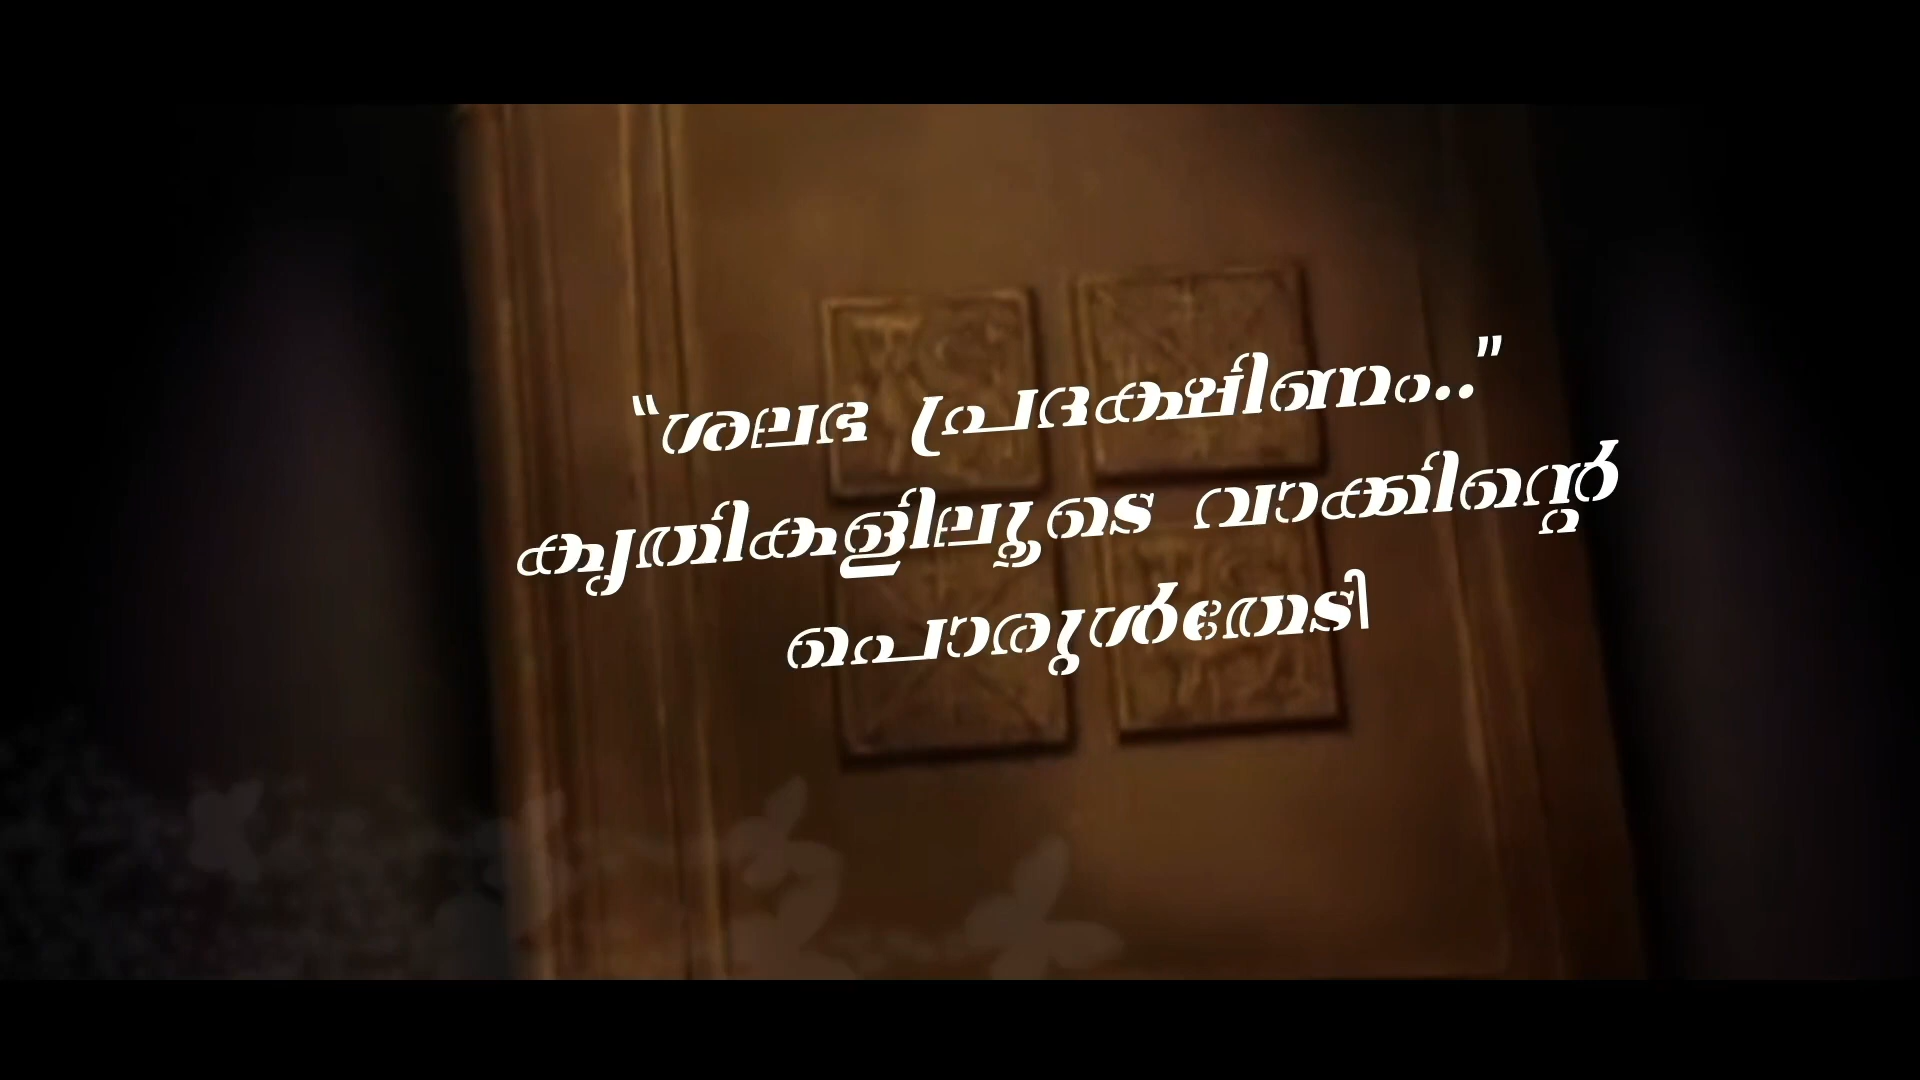 “ശലഭ പ്രദക്ഷിണം..”
കൃതികളിലൂടെ വാക്കിന്റെർ
പൊരുൾതേടി